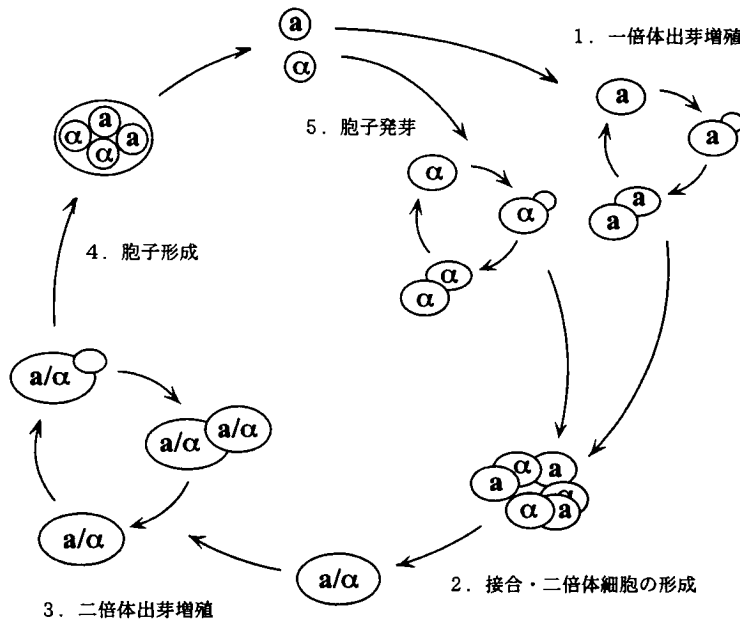 a
α
1. 一倍体出芽増殖
a
a
a
a
5. 胞子発芽
α
α
α
α
a
α
a
α
4. 胞子形成
a/α
a/α
a/α
a/α
α
a
a
α
α
a
a/α
2. 接合・二倍体細胞の形成
3. 二倍体出芽増殖